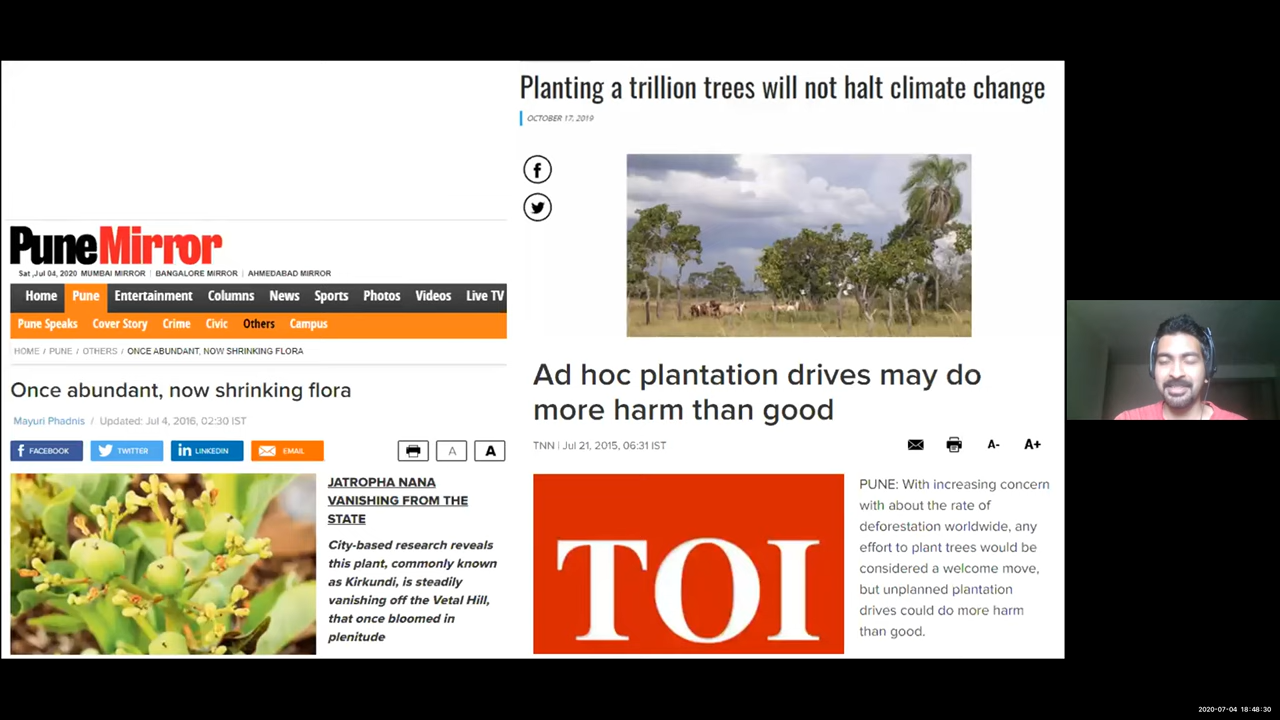 Planting a trillion trees will not halt climate change
OCTOBER 17, 2019
PuneMirror
Sat ,Jul 04, 2020 MUMBAI MIRROR | BANGALORE MIRROR | AHMEDABAD MIRROR
Home Pune Entertainment Columns News Sports Photos Videos Live TV
Pune Speaks Cover Story Crime Civic Others Campus
HOME / PUNE / OTHERS / ONCE ABUNDANT, NOW SHRINKING FLORA
Once abundant, now shrinking flora
Mayuri Phadnis / Updated: Jul 4, 2016, 02:30 IST
f FACEBOOK TWITTER in LINKEDIN EMAIL A A
JATROPHA NANA
VANISHING FROM THE
STATE
City-based research reveals
this plant, commonly known
as Kirkundi, is steadily
vanishing off the Vetal Hill,
that once bloomed in
plenitude
Ad hoc plantation drives may do
more harm than good
TNN | Jul 21, 2015, 06:31 IST A- A+
TOI
PUNE: With increasing concern
with about the rate of
deforestation worldwide, any
effort to plant trees would be
considered a welcome move,
but unplanned plantation
drives could do more harm
than good.
2020-07-04 18:48:30